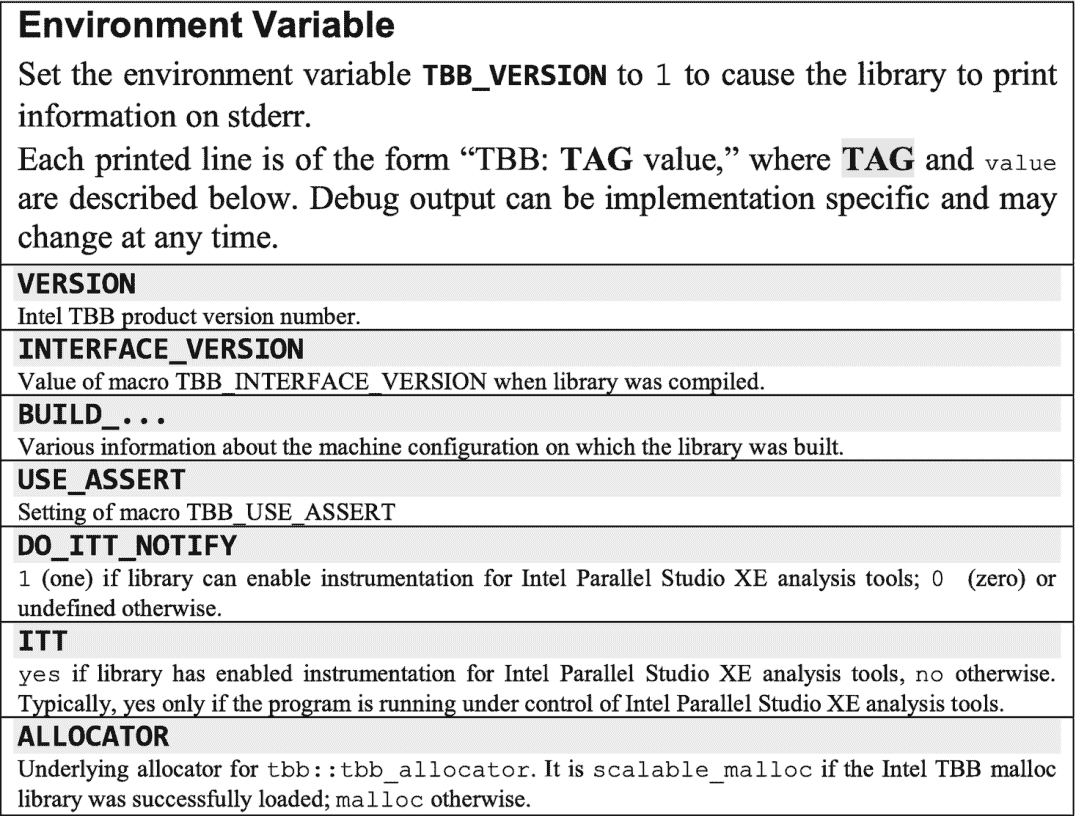 Environment Variable
Set the environment variable TBB_VERSION to 1 to cause the library to print
information on stderr.
Each printed line is of the form “TBB: TAG value,” where TAG and value
are described below. Debug output can be implementation specific and may
change at any time.
VERSION
Intel TBB product version number.
INTERFACE_VERSION
Value of macro TBB_INTERFACE_VERSION when library was compiled.
BUILD_...
Various information about the machine configuration on which the library was built.
USE_ASSERT
Setting of macro TBB_USE_ASSERT
DO_ITT_NOTIFY
1 (one) if library can enable instrumentation for Intel Parallel Studio XE analysis tools; 0 (zero) or
undefined otherwise.
ITT
yes if library has enabled instrumentation for Intel Parallel Studio XE analysis tools, no otherwise.
Typically, yes only if the program is running under control of Intel Parallel Studio XE analysis tools.
ALLOCATOR
Underlying allocator for tbb::tbb_allocator. It is scalable_malloc if the Intel TBB malloc
library was successfully loaded; malloc otherwise.